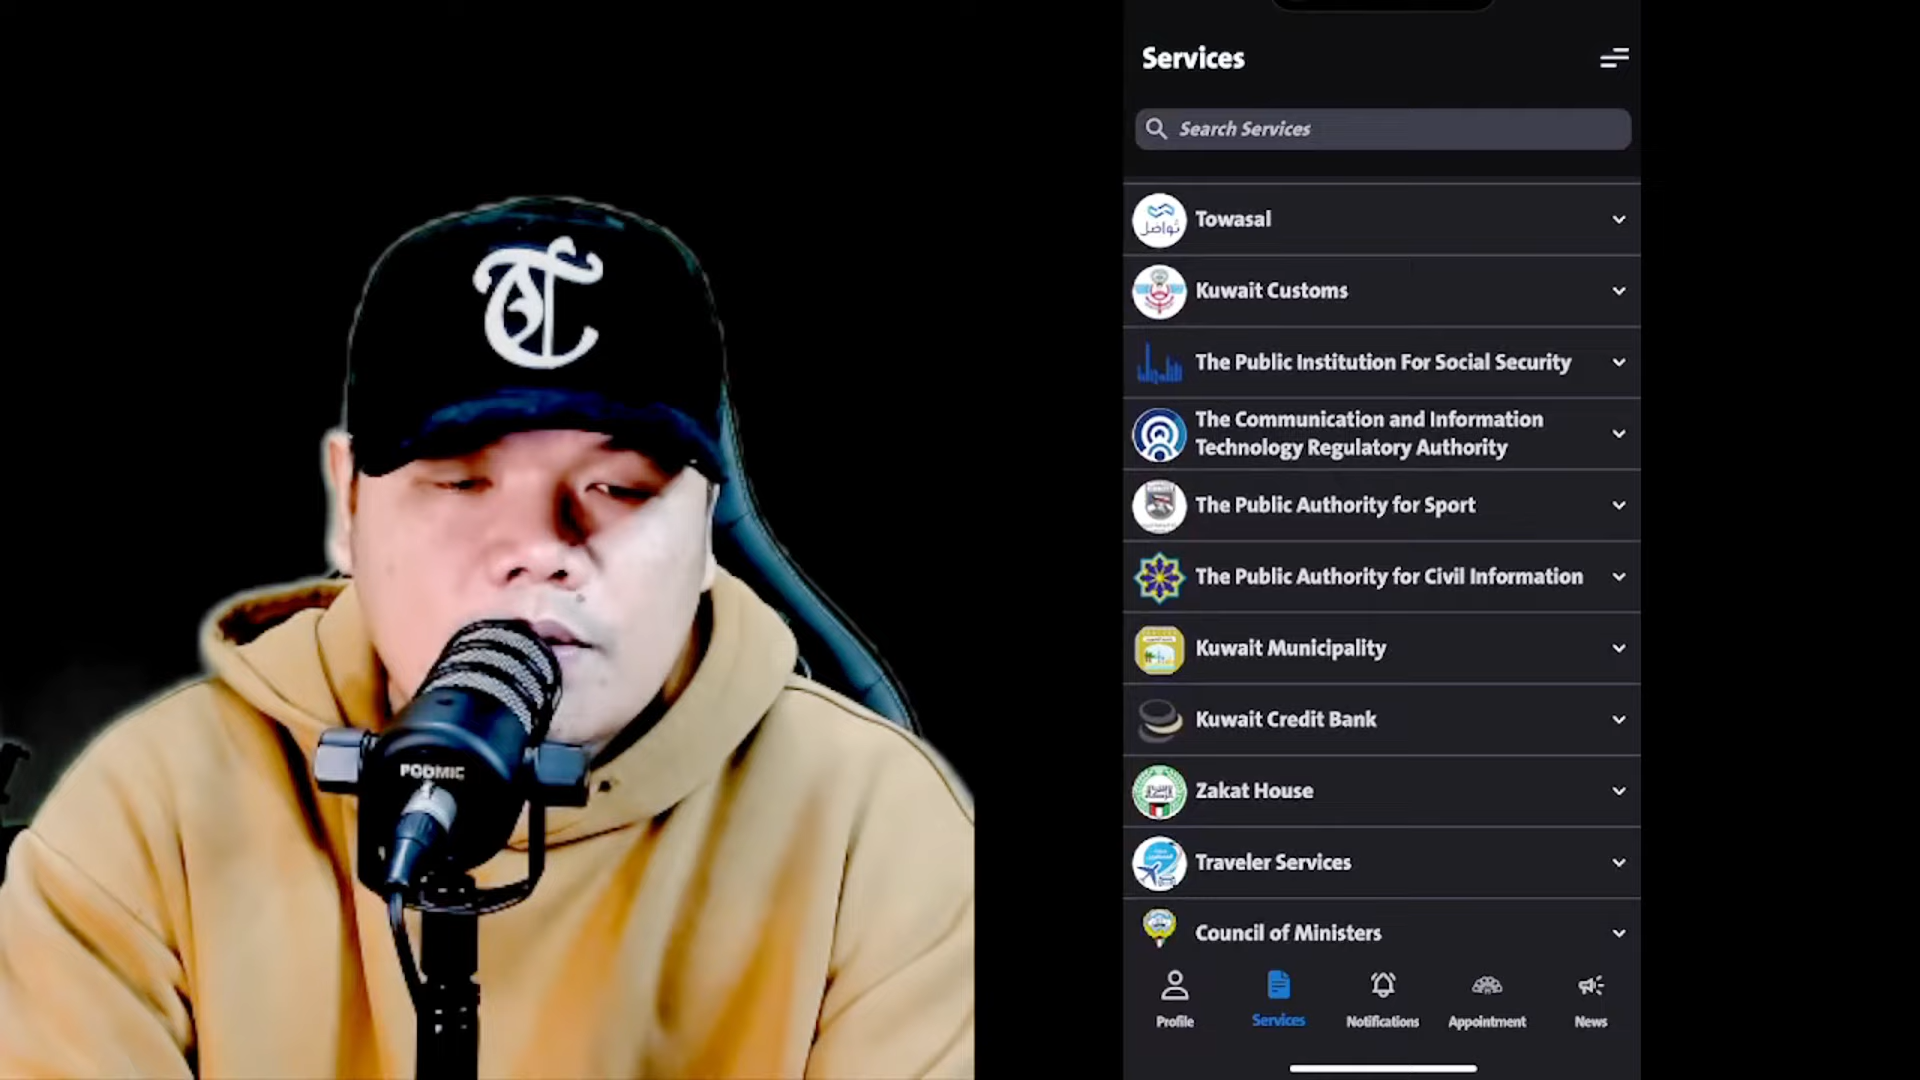 Services
Search Services
تواصل
Towasal
Kuwait Customs
The Public Institution For Social Security
The Communication and Information
Technology Regulatory Authority
The Public Authority for Sport
The Public Authority for Civil Information
Kuwait Municipality
Kuwait Credit Bank
Zakat House
Traveler Services
Council of Ministers
Profile
Services
Notifications
Appointment
News
PODMIC